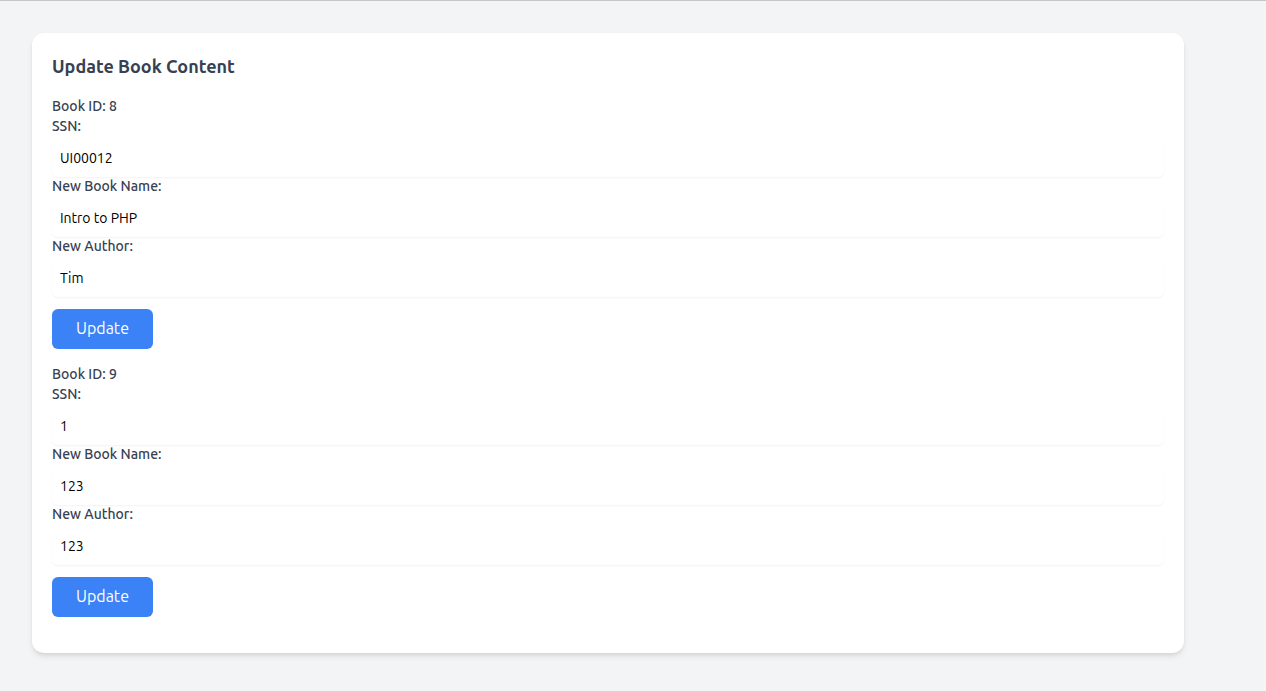 Update Book Content
Book ID: 8
SSN:
UI00012
New Book Name:
Intro to PHP
New Author:
Tim
Update
Book ID: 9
SSN:
1
New Book Name:
123
New Author:
123
Update